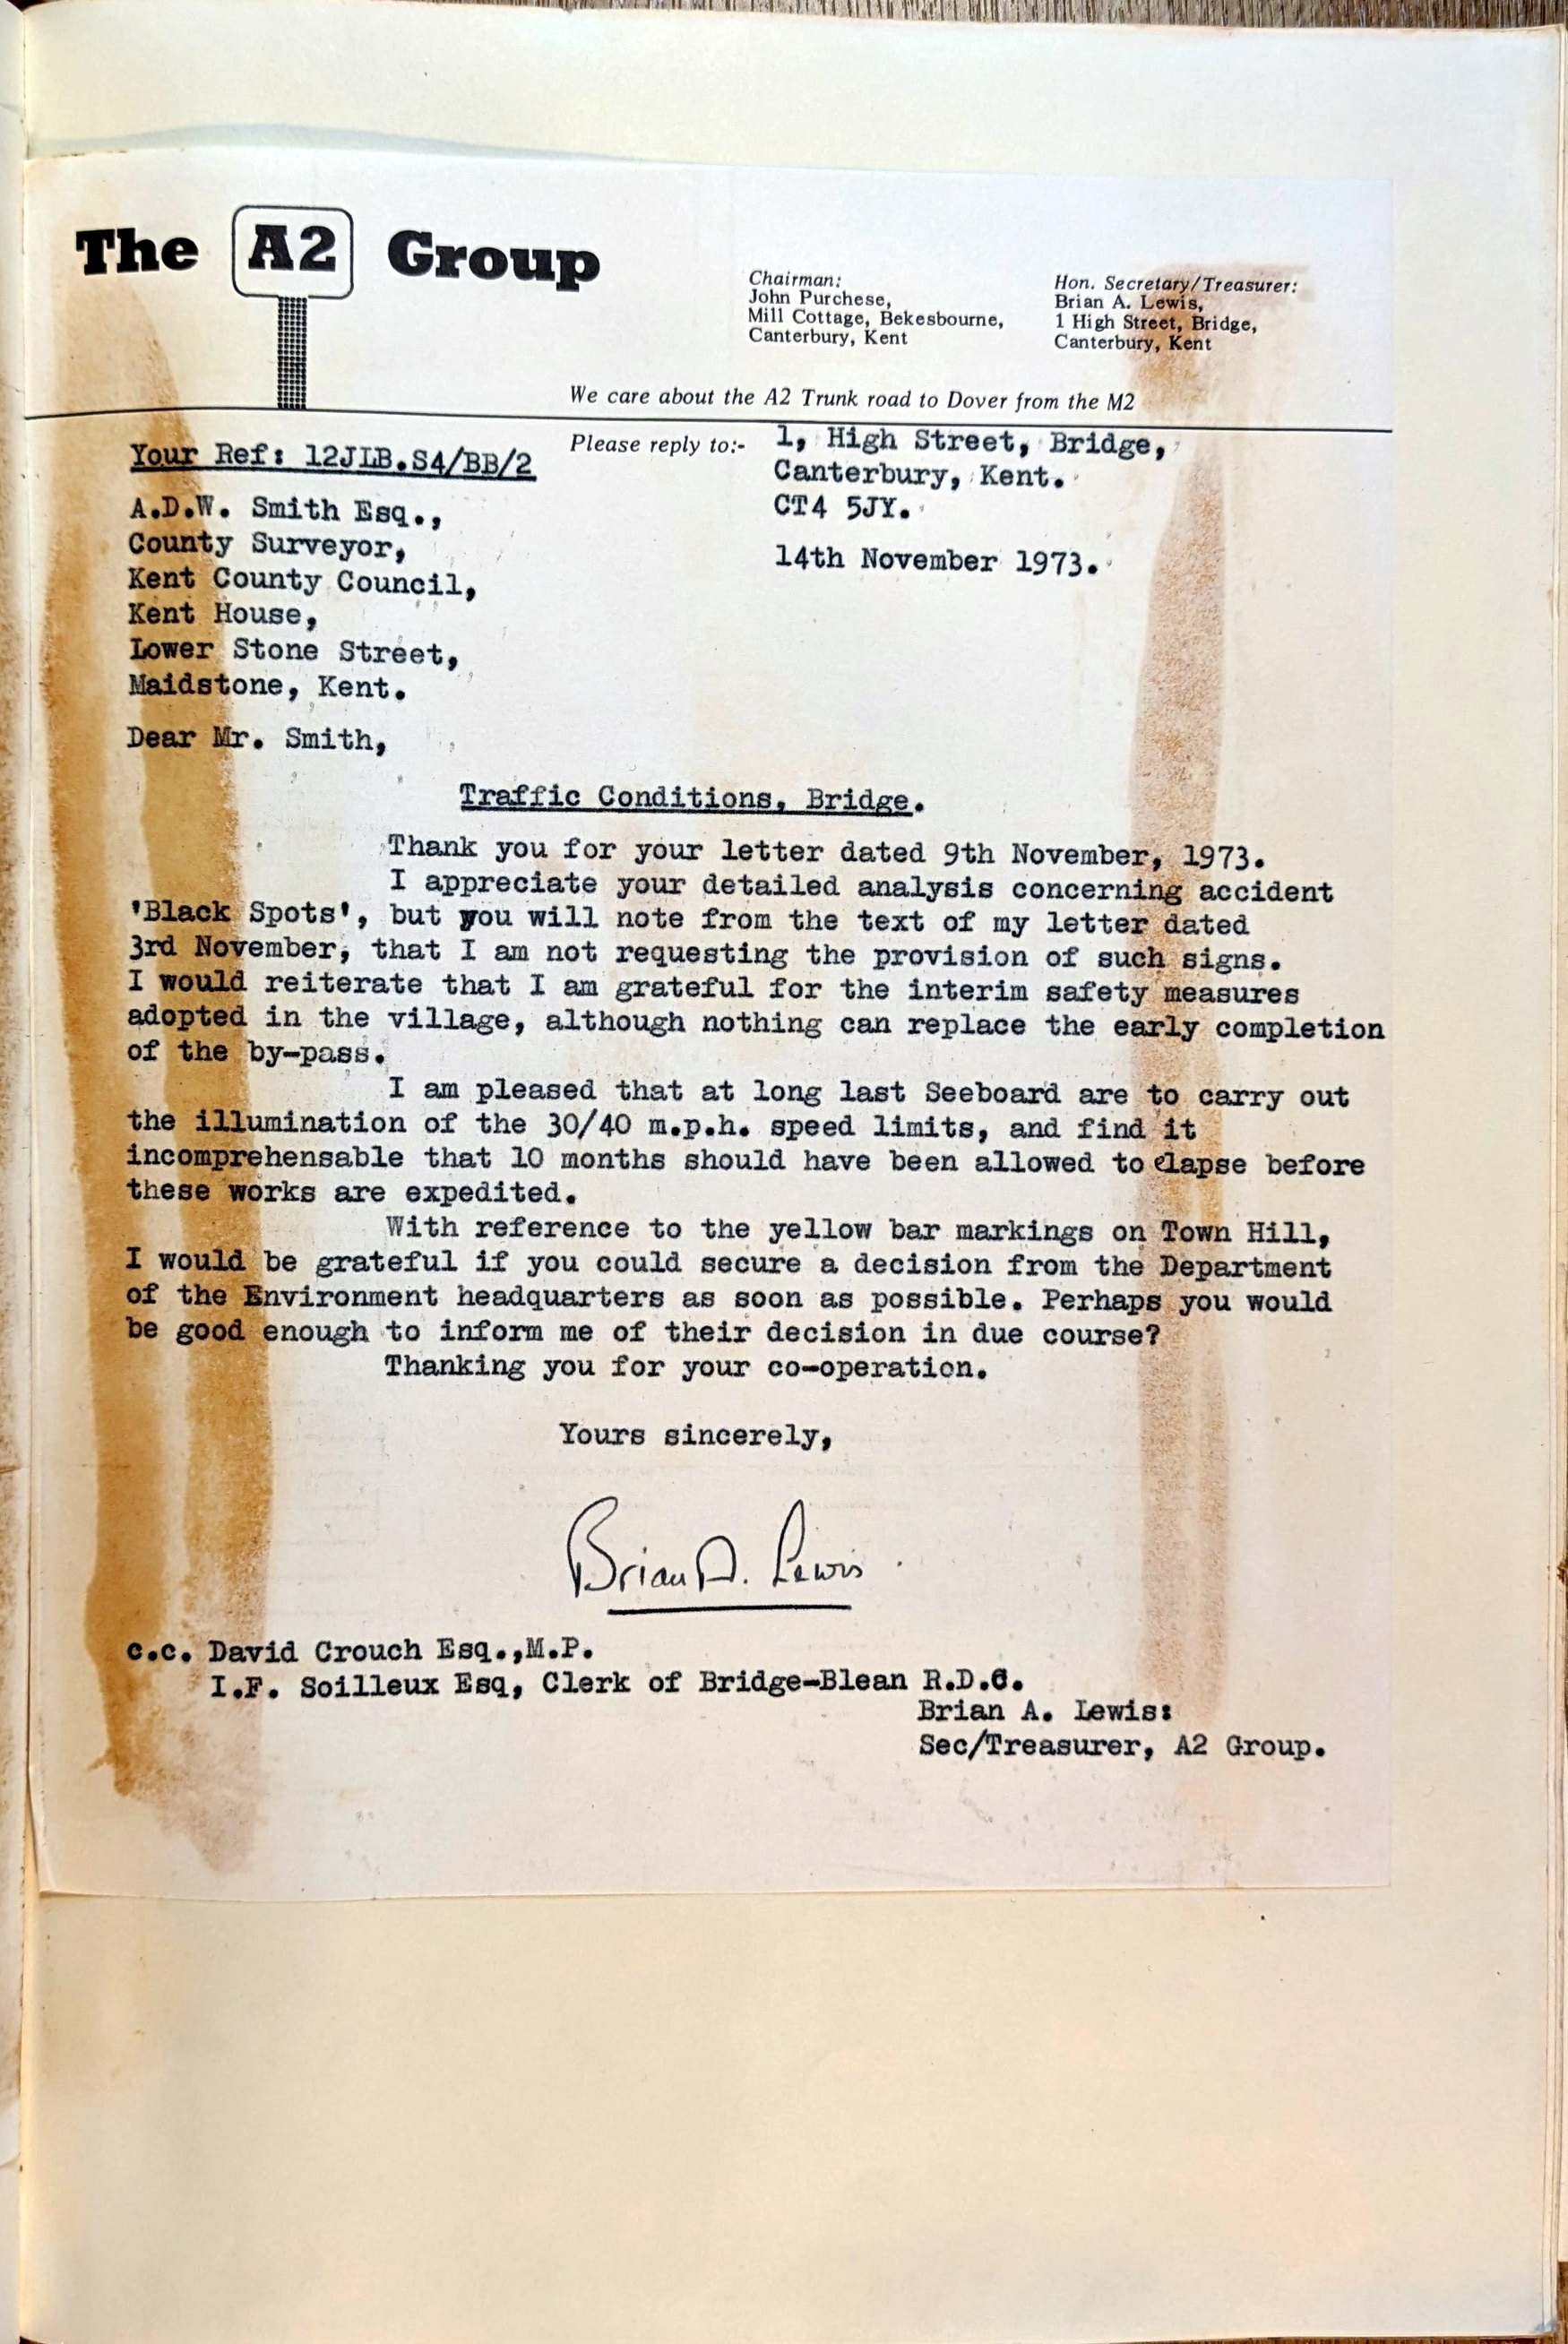 The A2 Group
Chairman:
John Purchese,
Mill Cottage, Bekesbourne,
Canterbury, Kent
Hon. Secretary/Treasurer:
Brian A. Lewis,
1 High Street, Bridge,
Canterbury, Kent
We care about the A2 Trunk road to Dover from the M2
Please reply to:- 1, High Street, Bridge,
Canterbury, Kent.
CT4 5JY.
14th November 1973.
Your Ref: 12JLB.S4/BB/2
A.D.W. Smith Esq.,
County Surveyor,
Kent County Council,
Kent House,
Lower Stone Street,
Maidstone, Kent.
Dear Mr. Smith,
Traffic Conditions, Bridge.
Thank you for your letter dated 9th November, 1973.
I appreciate your detailed analysis concerning accident
'Black Spots', but you will note from the text of my letter dated
3rd November, that I am not requesting the provision of such signs.
I would reiterate that I am grateful for the interim safety measures
adopted in the village, although nothing can replace the early completion
of the by-pass.
I am pleased that at long last Seeboard are to carry out
the illumination of the 30/40 m.p.h. speed limits, and find it
incomprehensable that 10 months should have been allowed to elapse before
these works are expedited.
With reference to the yellow bar markings on Town Hill,
I would be grateful if you could secure a decision from the Department
of the Environment headquarters as soon as possible. Perhaps you would
be good enough to inform me of their decision in due course?
Thanking you for your co-operation.
Yours sincerely,
Brian A. Lewis
c.c. David Crouch Esq.,M.P.
I.F. Soilleux Esq, Clerk of Bridge-Blean R.D.C.
Brian A. Lewis:
Sec/Treasurer, A2 Group.